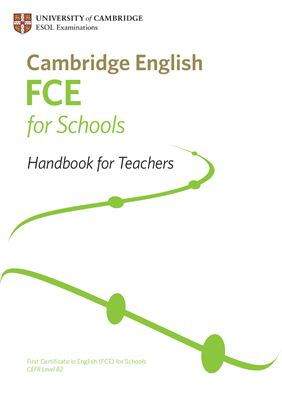 UNIVERSITY of CAMBRIDGE
ESOL Examinations
Cambridge English
FCE
for Schools
Handbook for Teachers
First Certificate in English (FCE) for Schools
CEFR Level B2